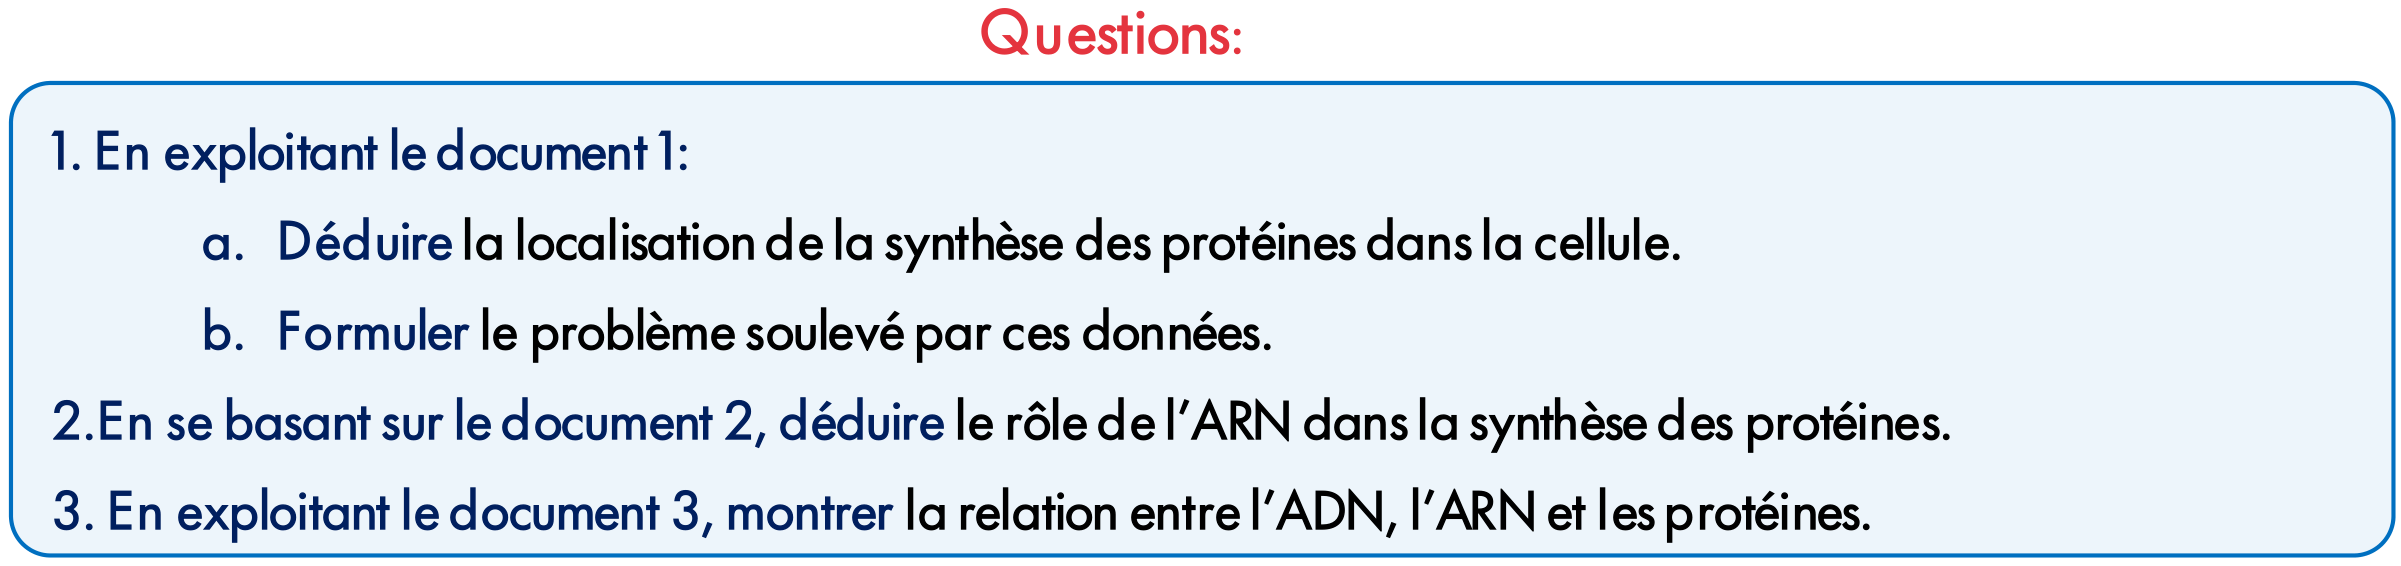 Questions:
1. En exploitant le document 1:
a. Déduire la localisation de la synthèse des protéines dans la cellule.
b. Formuler le problème soulevé par ces données.
2.En se basant sur le document 2, déduire le rôle de l’ARN dans la synthèse des protéines.
3. En exploitant le document 3, montrer la relation entre l’ADN, l’ARN et les protéines.